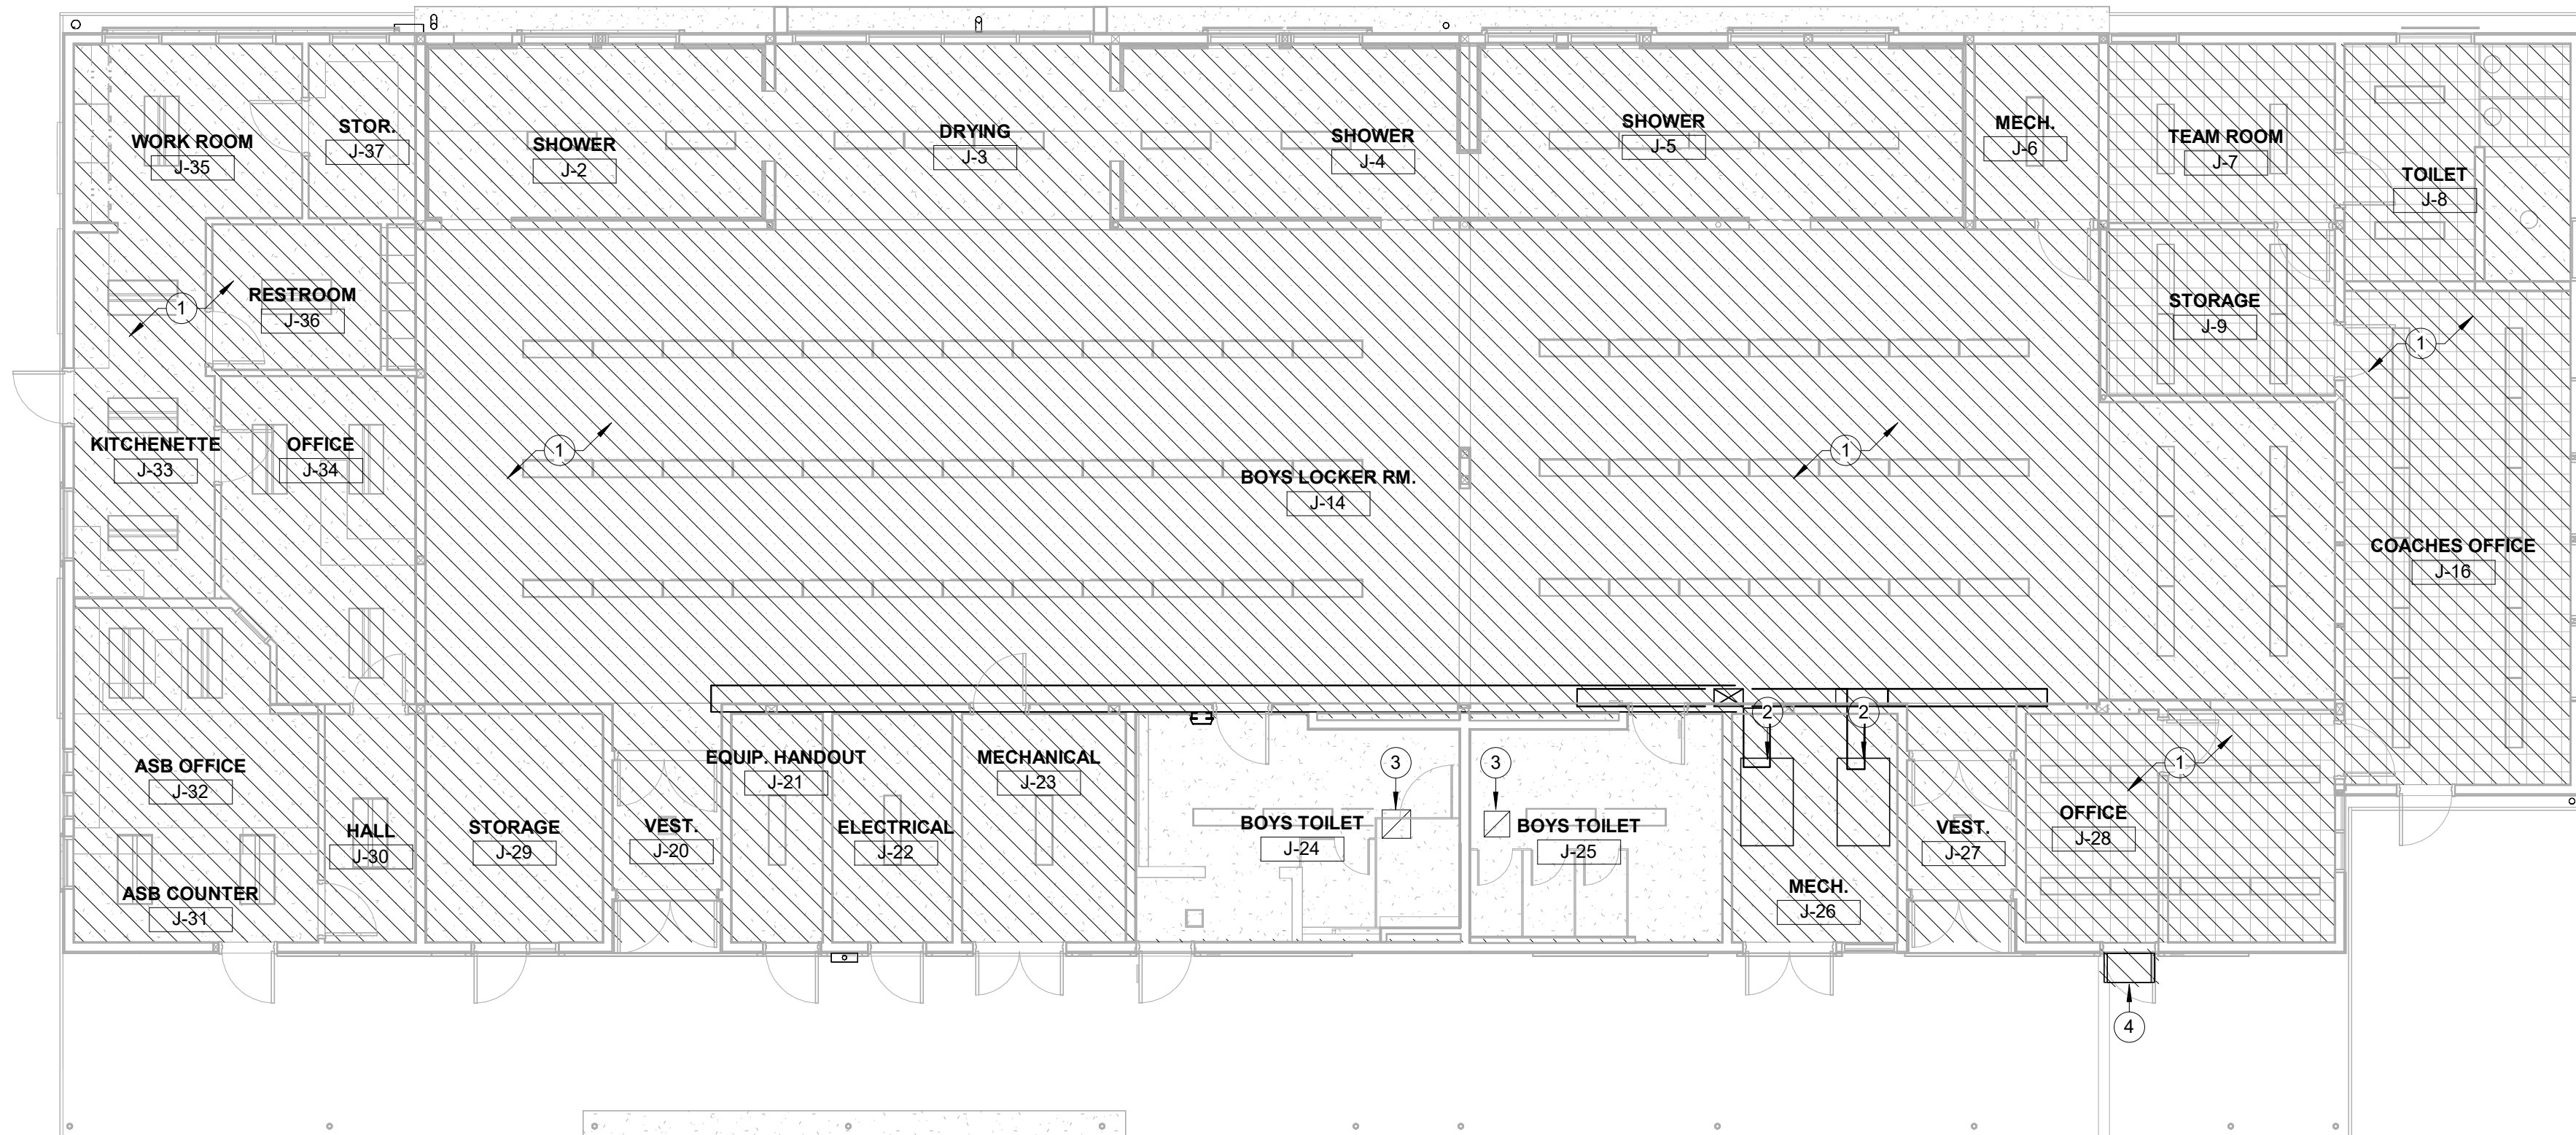 WORK ROOM
J-35
STOR.
J-37
SHOWER
J-2
DRYING
J-3
SHOWER
J-4
SHOWER
J-5
MECH.
J-6
TEAM ROOM
J-7
TOILET
J-8
RESTROOM
J-36
1
STORAGE
J-9
1
KITCHENETTE
J-33
OFFICE
J-34
1
BOYS LOCKER RM.
J-14
1
COACHES OFFICE
J-16
2
2
ASB OFFICE
J-32
EQUIP. HANDOUT
J-21
MECHANICAL
J-23
3
3
1
HALL
J-30
STORAGE
J-29
VEST.
J-20
ELECTRICAL
J-22
BOYS TOILET
J-24
BOYS TOILET
J-25
VEST.
J-27
OFFICE
J-28
ASB COUNTER
J-31
MECH.
J-26
4